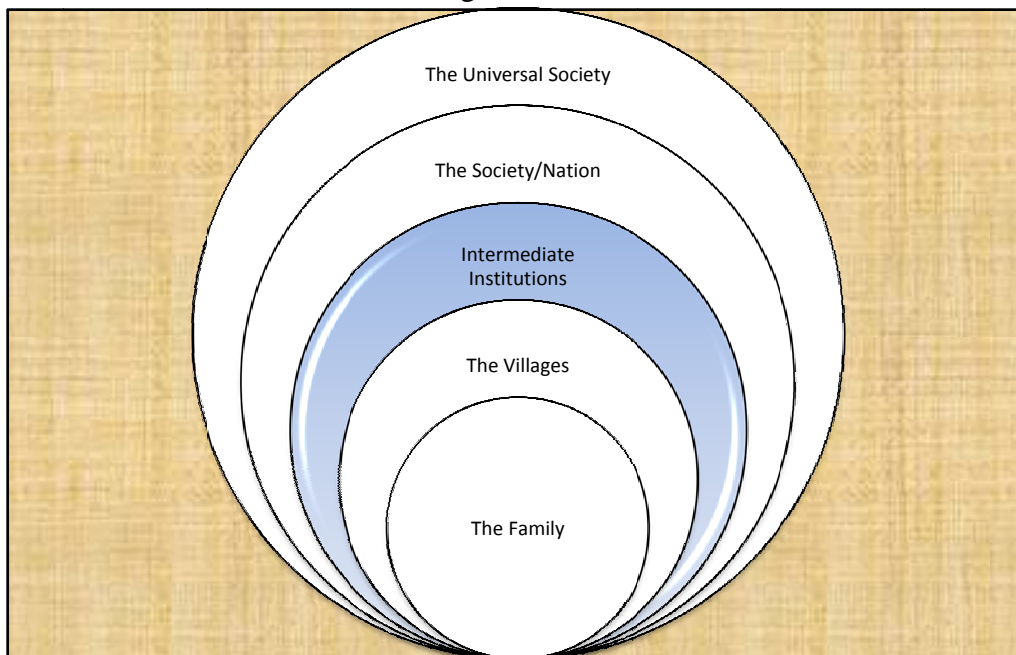 The Universal Society
The Society/Nation
Intermediate
Institutions
The Villages
The Family